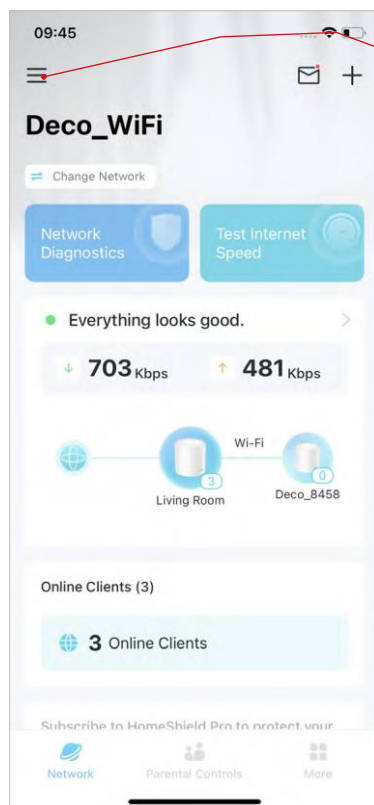 09:45
Deco_WiFi
Change Network
Network
Diagnostics
Test Internet
Speed
Everything looks good.
703 Kbps
481 Kbps
Wi-Fi
3
0
Living Room
Deco_8458
Online Clients (3)
3 Online Clients
Subscribe to HomeShield Pro to protect your
Network
Parental Controls
More